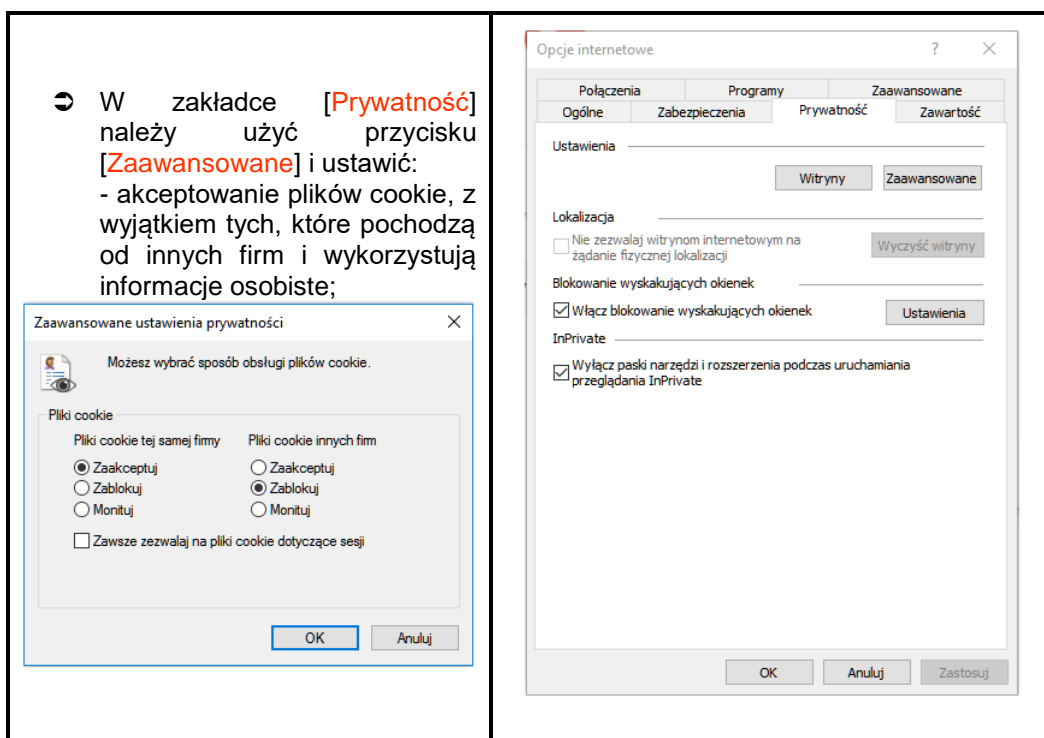 ➲ W zakładce [Prywatność]
należy użyć przycisku
[Zaawansowane] i ustawić:
- akceptowanie plików cookie, z
wyjątkiem tych, które pochodzą
od innych firm i wykorzystują
informacje osobiste;
Zaawansowane ustawienia prywatności
Możesz wybrać sposób obsługi plików cookie.
Pliki cookie
Pliki cookie tej samej firmy Pliki cookie innych firm
Zaakceptuj Zaakceptuj
Zablokuj Zablokuj
Monituj Monituj
Zawsze zezwalaj na pliki cookie dotyczące sesji
OK Anuluj
Opcje internetowe ?
Połączenia Programy Zaawansowane
Ogólne Zabezpieczenia Prywatność Zawartość
Ustawienia
Witryny Zaawansowane
Lokalizacja
Nie zezwalaj witrynom internetowym na
żądanie fizycznej lokalizacji
Wyczyść witryny
Blokowanie wyskakujących okienek
Włącz blokowanie wyskakujących okienek Ustawienia
InPrivate
Wyłącz paski narzędzi i rozszerzenia podczas uruchamiania
przeglądania InPrivate
OK Anuluj Zastosuj